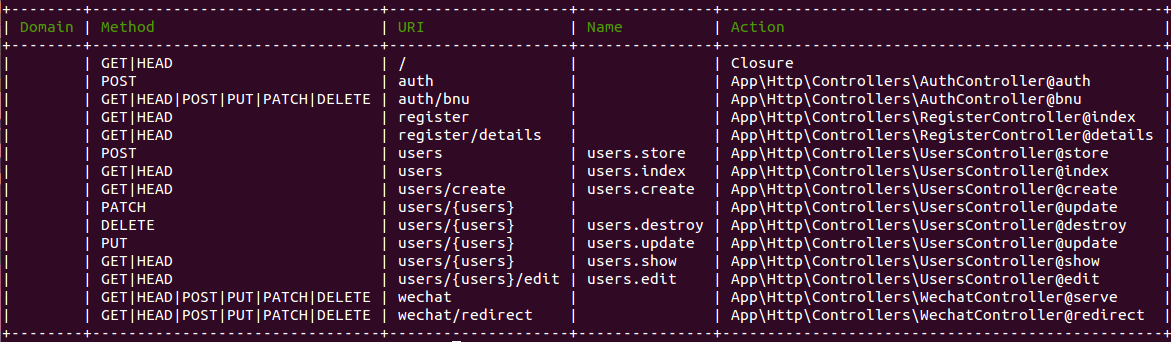 +--------+--------------------------------+--------------------+---------------+------------------------------------------------+
| Domain | Method                         | URI                | Name          | Action                                         |
+--------+--------------------------------+--------------------+---------------+------------------------------------------------+
|        | GET|HEAD                       | /                  |               | Closure                                        |
|        | POST                           | auth               |               | App\Http\Controllers\AuthController@auth       |
|        | GET|HEAD|POST|PUT|PATCH|DELETE | auth/bnu           |               | App\Http\Controllers\AuthController@bnu        |
|        | GET|HEAD                       | register           |               | App\Http\Controllers\RegisterController@index  |
|        | GET|HEAD                       | register/details   |               | App\Http\Controllers\RegisterController@details |
|        | POST                           | users              | users.store   | App\Http\Controllers\UsersController@store     |
|        | GET|HEAD                       | users              | users.index   | App\Http\Controllers\UsersController@index     |
|        | GET|HEAD                       | users/create       | users.create  | App\Http\Controllers\UsersController@create    |
|        | PATCH                          | users/{users}      |               | App\Http\Controllers\UsersController@update    |
|        | DELETE                         | users/{users}      | users.destroy | App\Http\Controllers\UsersController@destroy   |
|        | PUT                            | users/{users}      | users.update  | App\Http\Controllers\UsersController@update    |
|        | GET|HEAD                       | users/{users}      | users.show    | App\Http\Controllers\UsersController@show      |
|        | GET|HEAD                       | users/{users}/edit | users.edit    | App\Http\Controllers\UsersController@edit      |
|        | GET|HEAD|POST|PUT|PATCH|DELETE | wechat             |               | App\Http\Controllers\WechatController@serve    |
|        | GET|HEAD|POST|PUT|PATCH|DELETE | wechat/redirect    |               | App\Http\Controllers\WechatController@redirect |
+--------+--------------------------------+--------------------+---------------+------------------------------------------------+